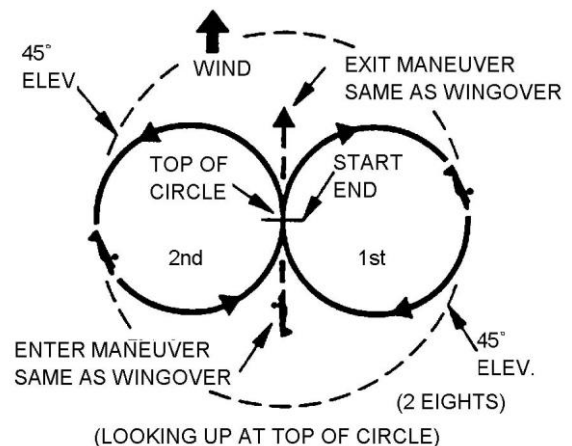 45°
ELEV.
WIND
EXIT MANEUVER
SAME AS WINGOVER
TOP OF
CIRCLE
START
END
2nd
1st
ENTER MANEUVER
SAME AS WINGOVER
45°
ELEV.
(2 EIGHTS)
(LOOKING UP AT TOP OF CIRCLE)